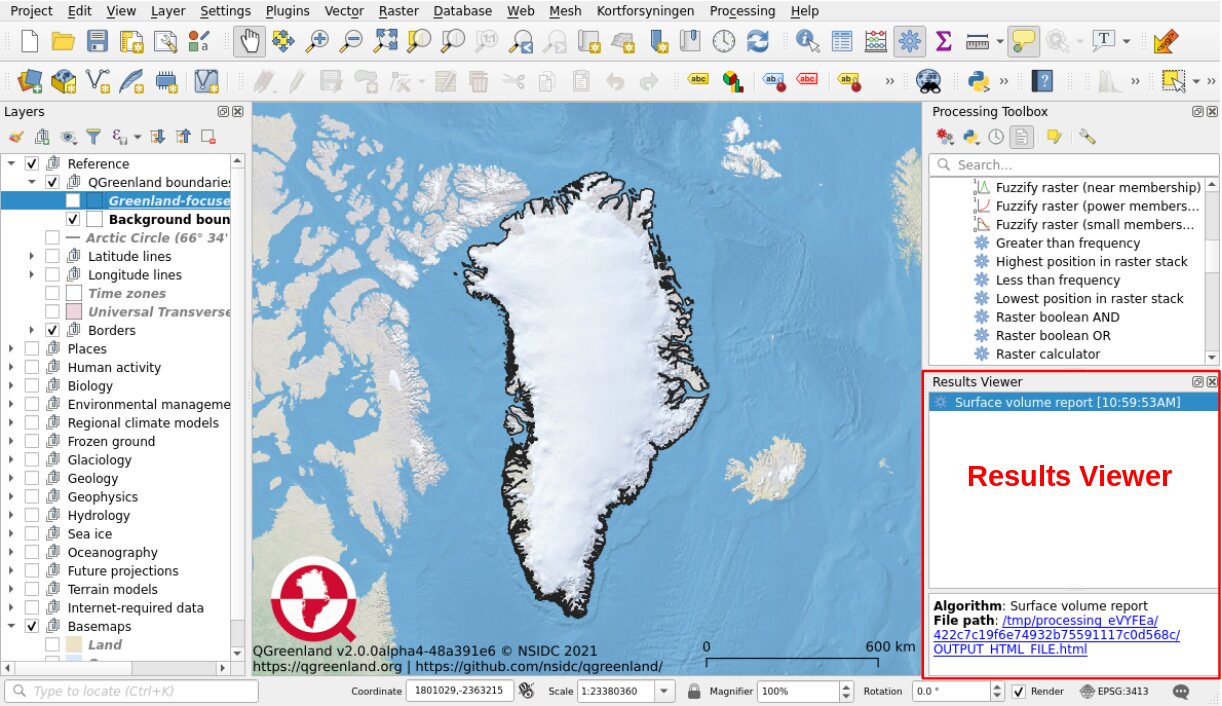 Project Edit View Layer Settings Plugins Vector Raster Database Web Mesh Kortforsyningen Processing Help
Layers
Reference
QGreenland boundaries
Greenland-focuse
Background boun
Arctic Circle (66° 34'
Latitude lines
Longitude lines
Time zones
Universal Transverse
Borders
Places
Human activity
Biology
Environmental manageme
Regional climate models
Frozen ground
Glaciology
Geology
Geophysics
Hydrology
Sea ice
Oceanography
Future projections
Terrain models
Internet-required data
Basemaps
Land
QGreenland v2.0.0alpha4-48a391e6 © NSIDC 2021
https://qgreenland.org | https://github.com/nsidc/qgreenland/
0 600 km
Processing Toolbox
Search...
Fuzzify raster (near membership)
Fuzzify raster (power members...
Fuzzify raster (small members...
Greater than frequency
Highest position in raster stack
Less than frequency
Lowest position in raster stack
Raster boolean AND
Raster boolean OR
Raster calculator
Results Viewer
Surface volume report [10:59:53AM]
Results Viewer
Algorithm: Surface volume report
File path: /tmp/processing_eVYFEa/
422c7c19f6e74932b75591117c0d568c/
OUTPUT_HTML_FILE.html
Type to locate (Ctrl+K) Coordinate 1801029,-2363215 Scale 1:23380360 Magnifier 100% Rotation 0.0 ° Render EPSG:3413